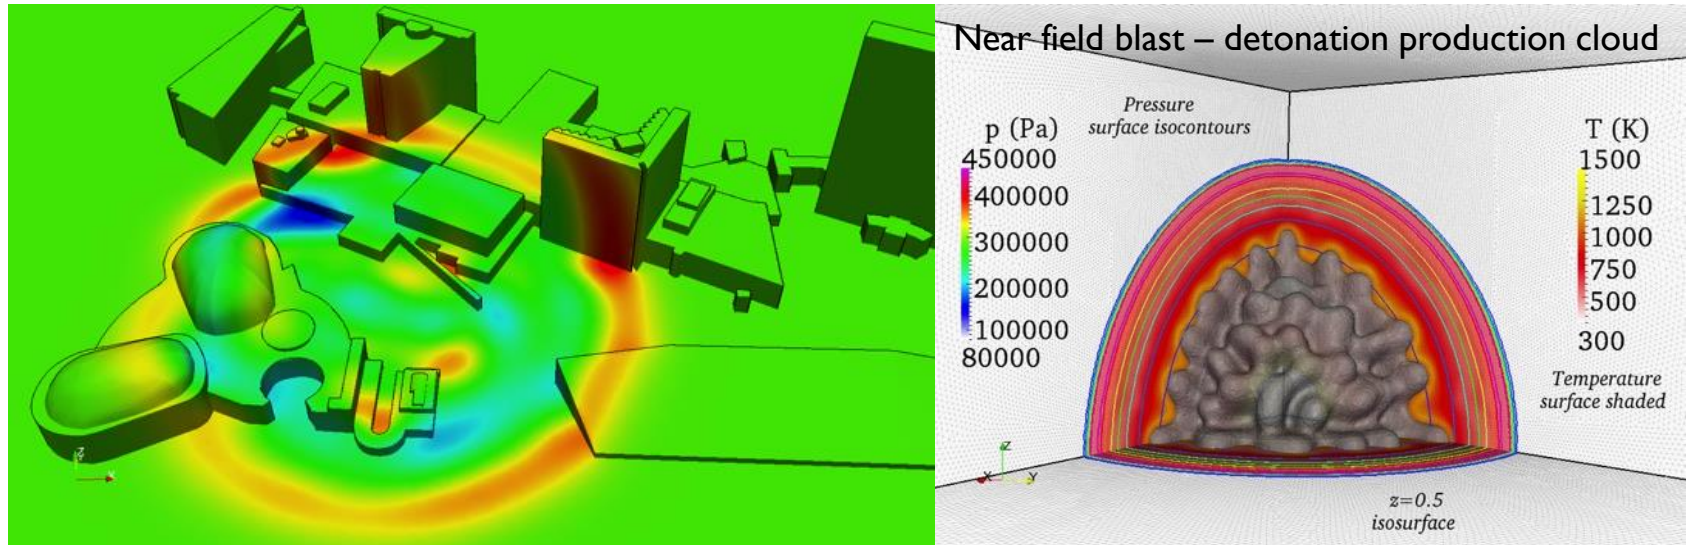 Near field blast – detonation production cloud
Pressure
surface isocontours
p (Pa)
450000
400000
300000
200000
100000
80000
T (K)
1500
1250
1000
750
500
300
Temperature
surface shaded
z=0.5
isosurface
Z
X
Z
X
Y